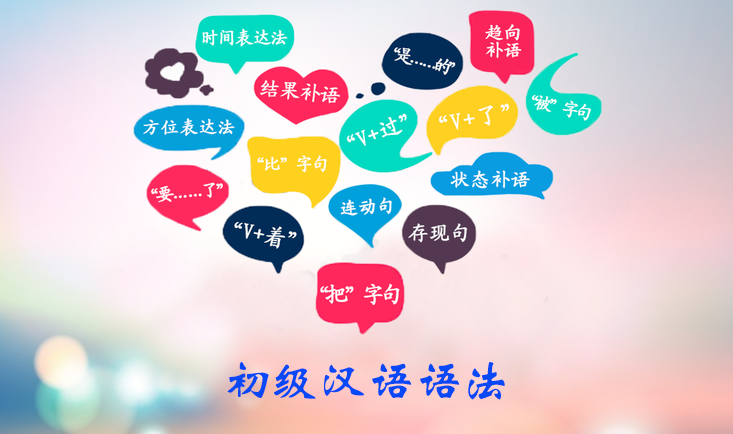 时间表达法
“是……的”
趋向
补语
结果补语
“被”字句
方位表达法
“V+过”
“V+了”
“比”字句
状态补语
“要……了”
连动句
“V+着”
存现句
“把”字句
初级汉语语法